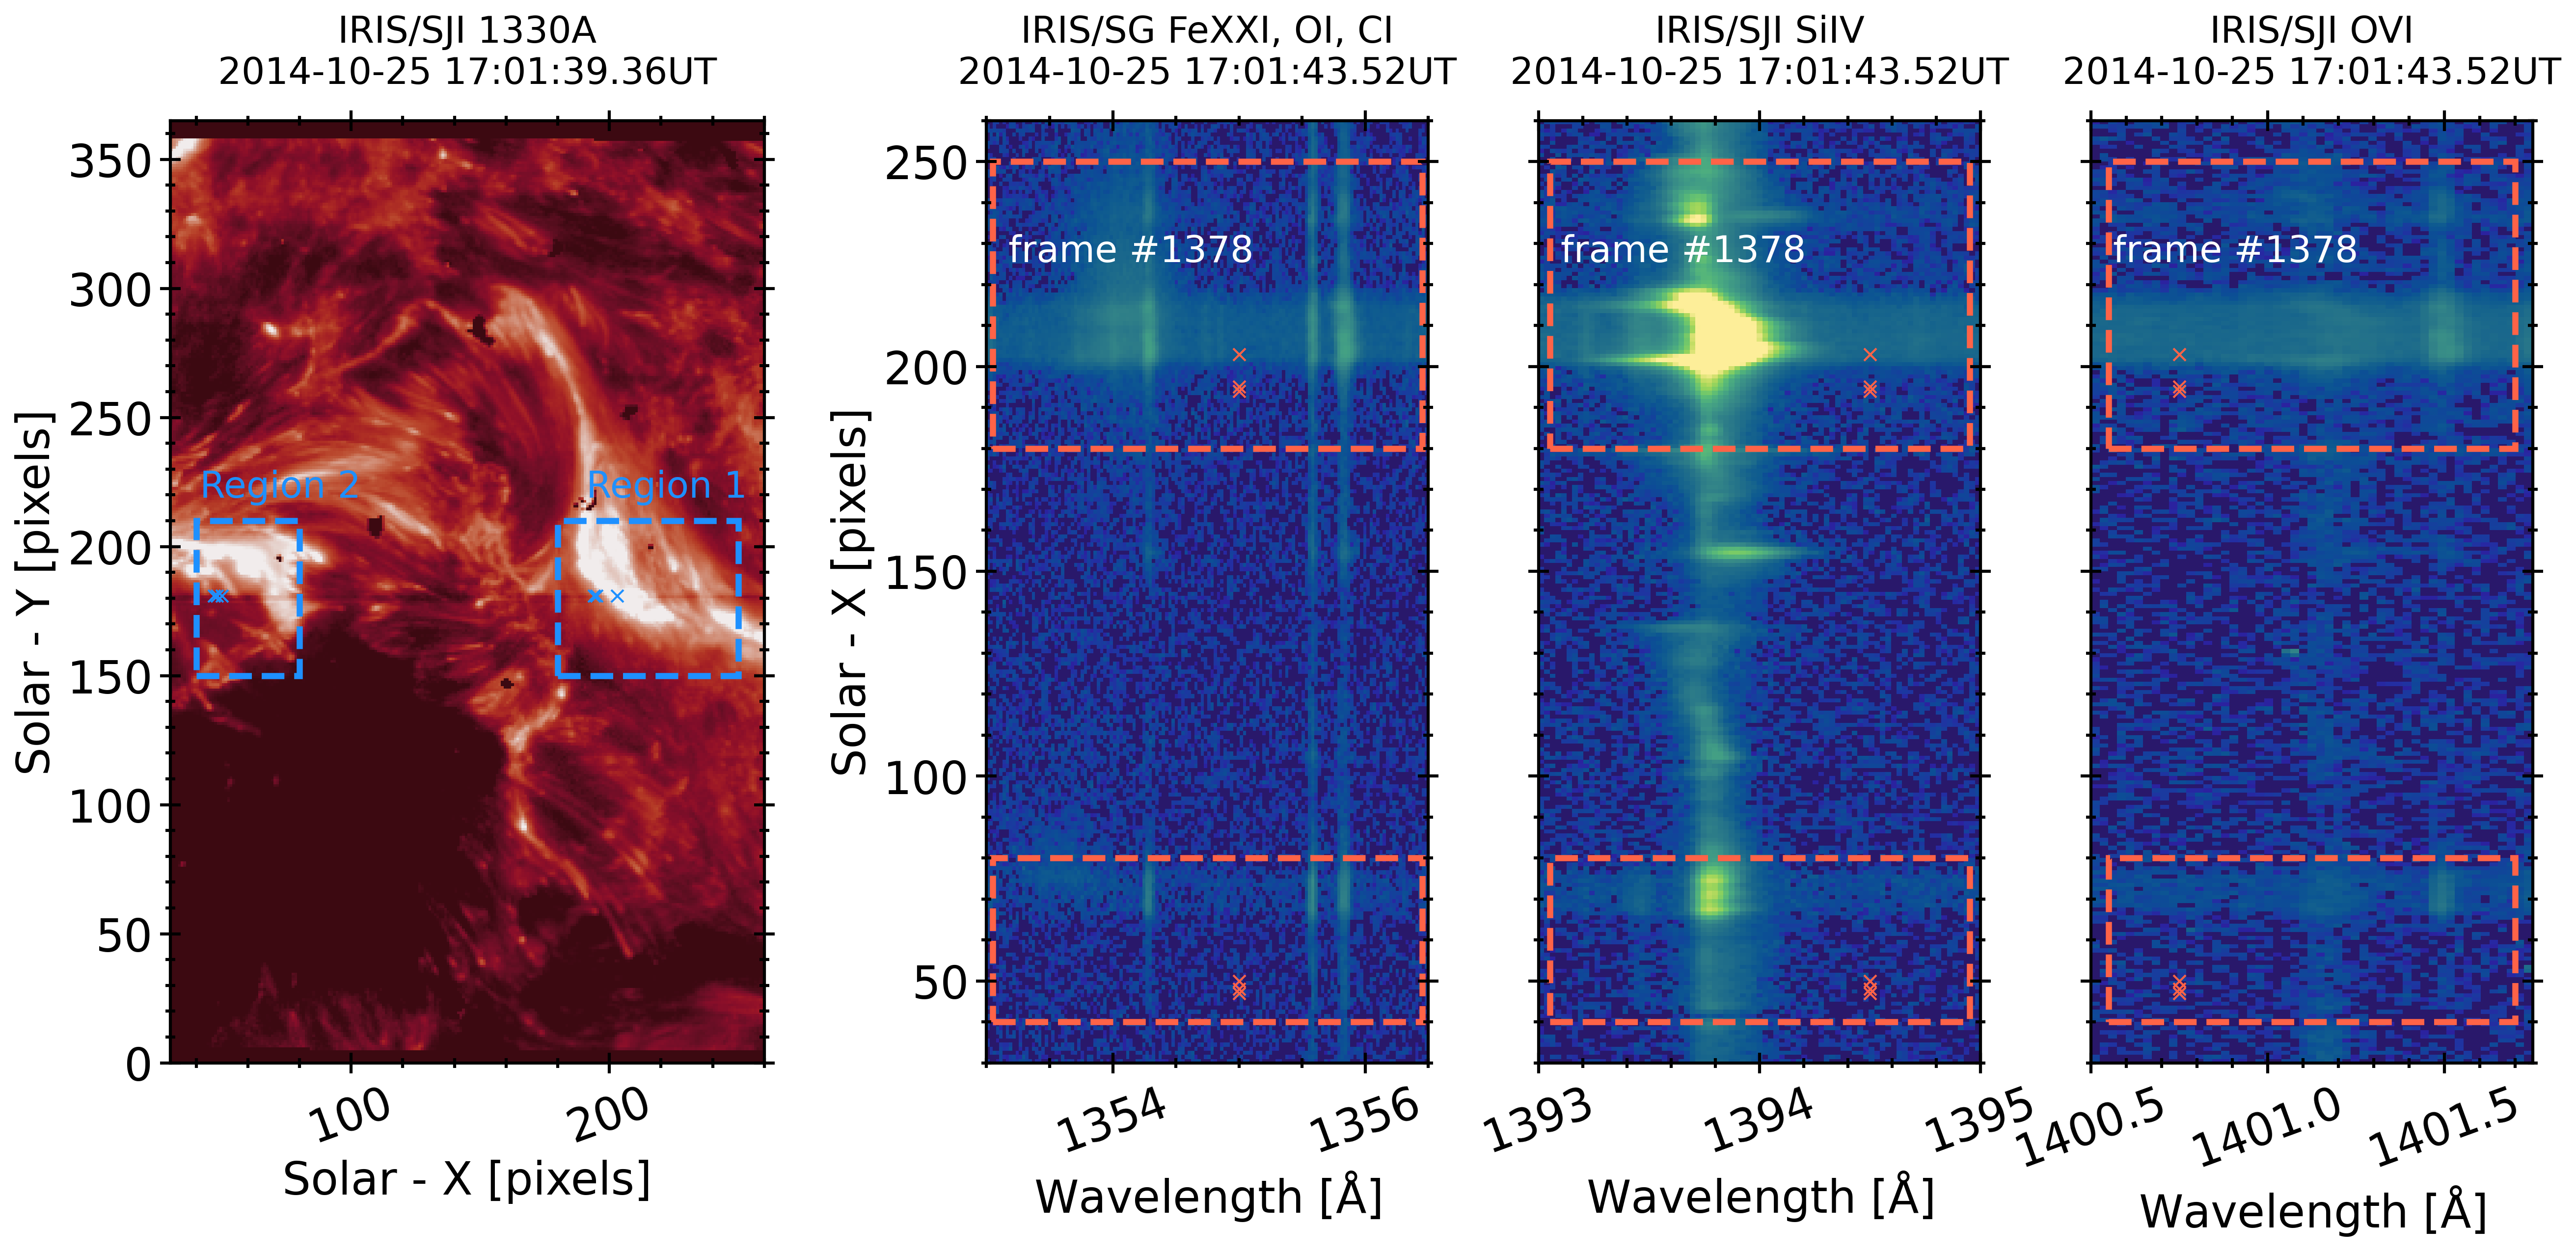 IRIS/SJI 1330A
2014-10-25 17:01:39.36UT
350
300
250
200
150
100
50
0
Solar - Y [pixels]
Region 2
Region 1
100
200
Solar - X [pixels]
IRIS/SG FeXXI, OI, CI
2014-10-25 17:01:43.52UT
250
200
150
100
50
Solar - X [pixels]
frame #1378
1354
1356
Wavelength [Å]
IRIS/SJI SiIV
2014-10-25 17:01:43.52UT
frame #1378
1393
1394
1395
Wavelength [Å]
IRIS/SJI OVI
2014-10-25 17:01:43.52UT
frame #1378
1400.5
1401.0
1401.5
Wavelength [Å]